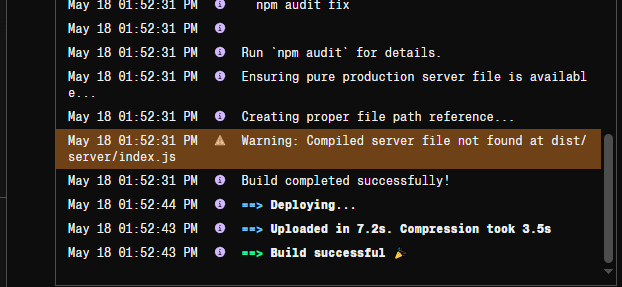 May 18 01:52:31 PM npm audit fix
May 18 01:52:31 PM
May 18 01:52:31 PM Run `npm audit` for details.
May 18 01:52:31 PM Ensuring pure production server file is availabl
e...
May 18 01:52:31 PM Creating proper file path reference...
May 18 01:52:31 PM Warning: Compiled server file not found at dist/
server/index.js
May 18 01:52:31 PM Build completed successfully!
May 18 01:52:44 PM ==> Deploying...
May 18 01:52:43 PM ==> Uploaded in 7.2s. Compression took 3.5s
May 18 01:52:43 PM ==> Build successful 🎉